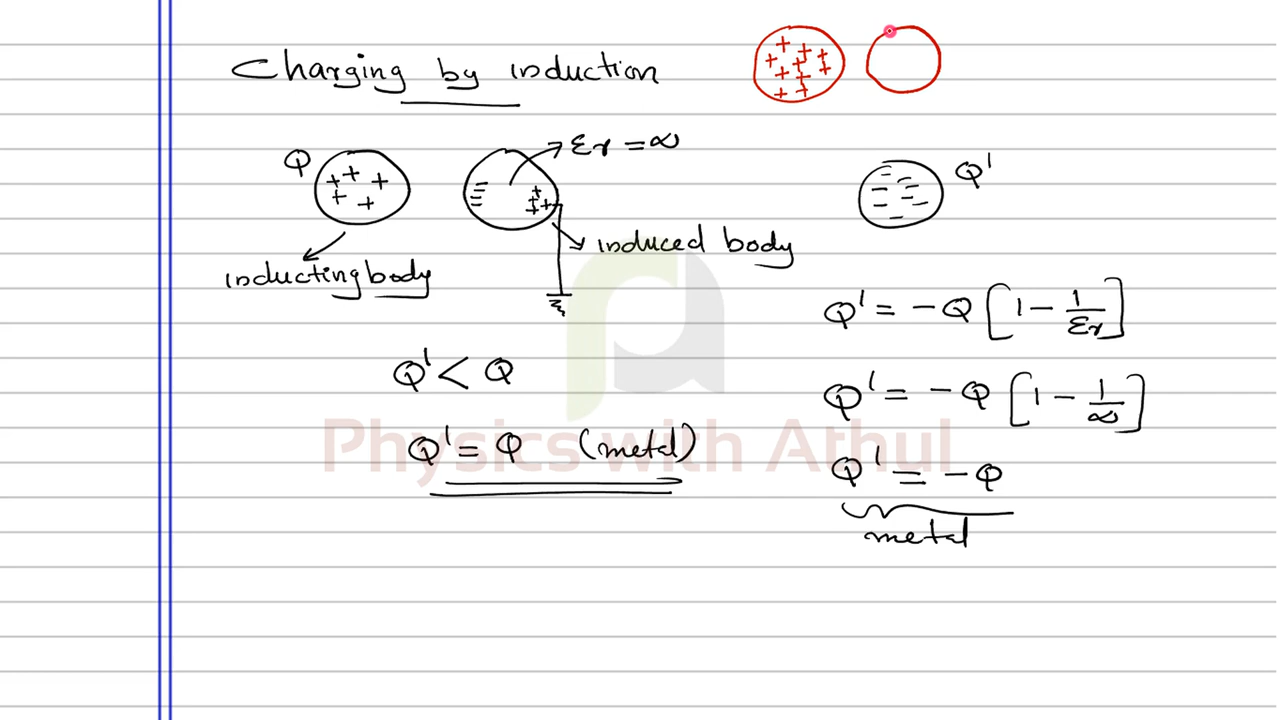 Charging by induction
+ + + + + + + + + +
Q + + + + +
≡ + + + +
εr = ∞
Q'
inducting body
induced body
Q' = -Q [1 - 1/εr]
Q' < Q
Q' = -Q [1 - 1/∞]
Q' = Q (metal)
Q' = -Q
metal
Physics with Athul